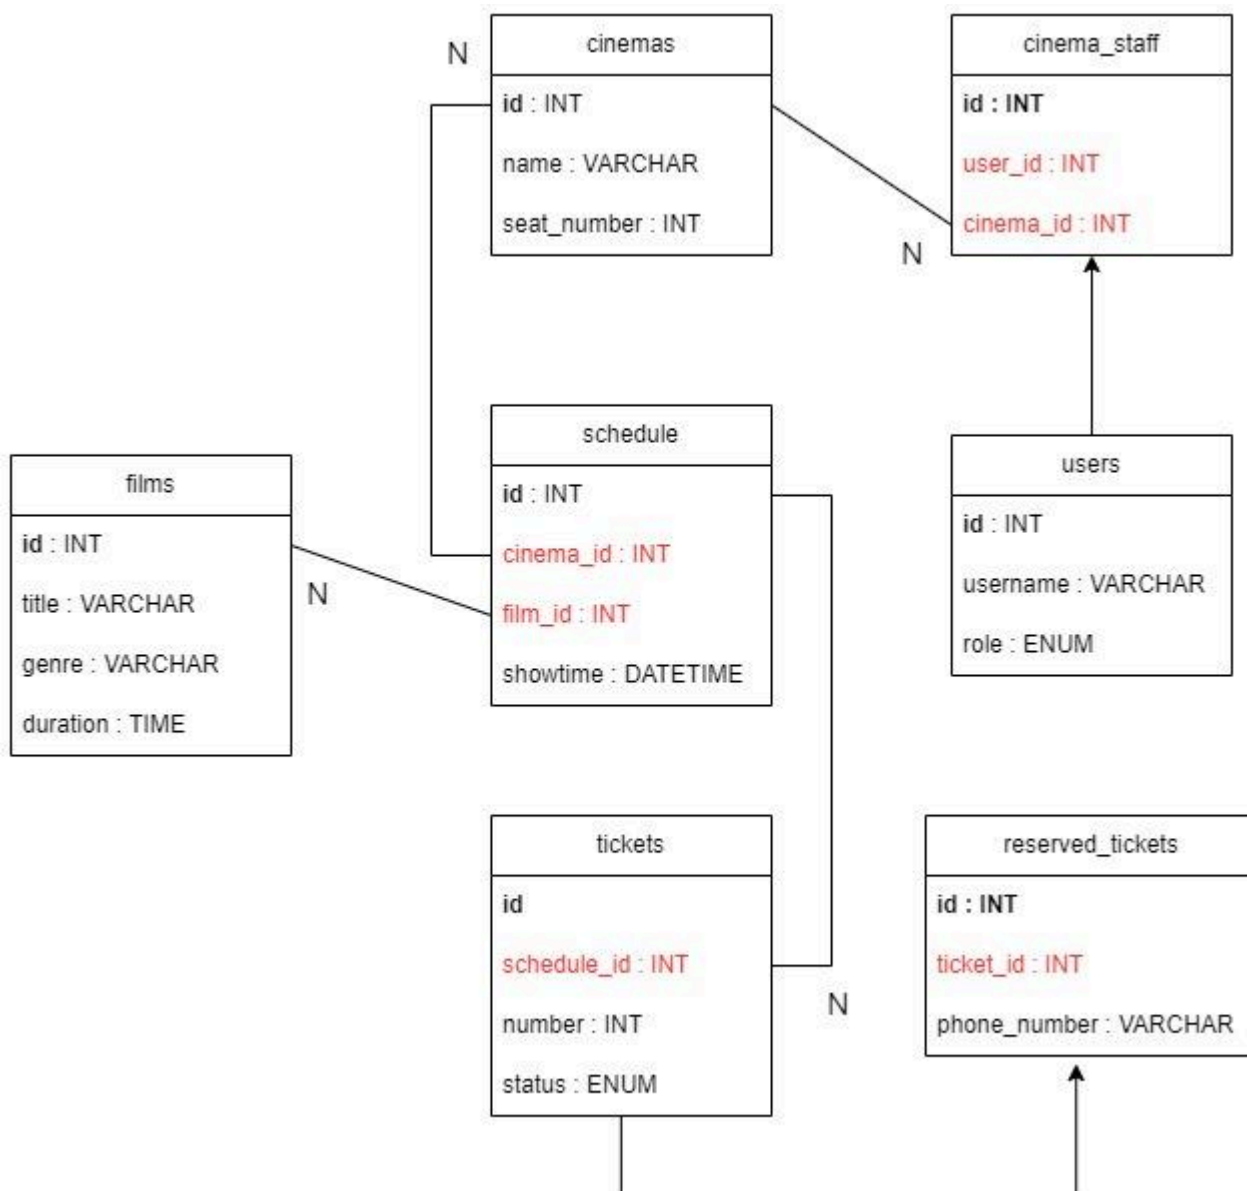 N
cinemas
id : INT
name : VARCHAR
seat_number : INT
cinema_staff
id : INT
user_id : INT
cinema_id : INT
N
schedule
id : INT
cinema_id : INT
film_id : INT
showtime : DATETIME
films
id : INT
title : VARCHAR
genre : VARCHAR
duration : TIME
N
users
id : INT
username : VARCHAR
role : ENUM
tickets
id
schedule_id : INT
number : INT
status : ENUM
N
reserved_tickets
id : INT
ticket_id : INT
phone_number : VARCHAR